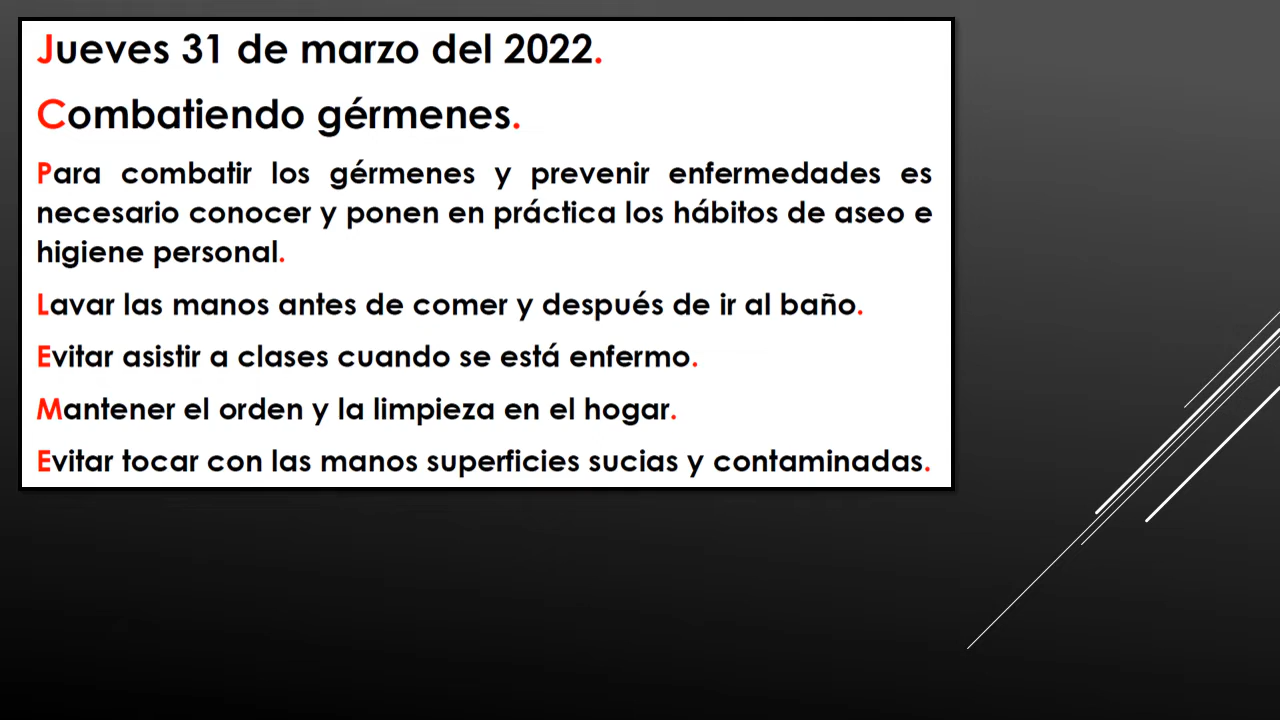 Jueves 31 de marzo del 2022.
Combatiendo gérmenes.
Para combatir los gérmenes y prevenir enfermedades es
necesario conocer y ponen en práctica los hábitos de aseo e
higiene personal.
Lavar las manos antes de comer y después de ir al baño.
Evitar asistir a clases cuando se está enfermo.
Mantener el orden y la limpieza en el hogar.
Evitar tocar con las manos superficies sucias y contaminadas.